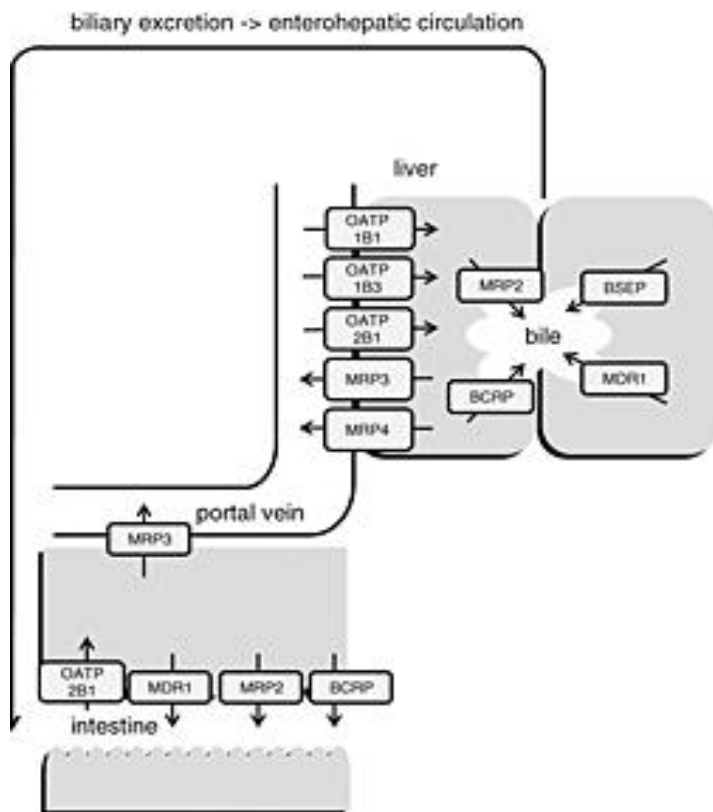 biliary excretion -> enterohepatic circulation
liver
OATP
1B1
OATP
1B3
OATP
2B1
MRP3
MRP4
MRP2
BSEP
bile
BCRP
MDR1
portal vein
MRP3
OATP
2B1
MDR1
MRP2
BCRP
intestine